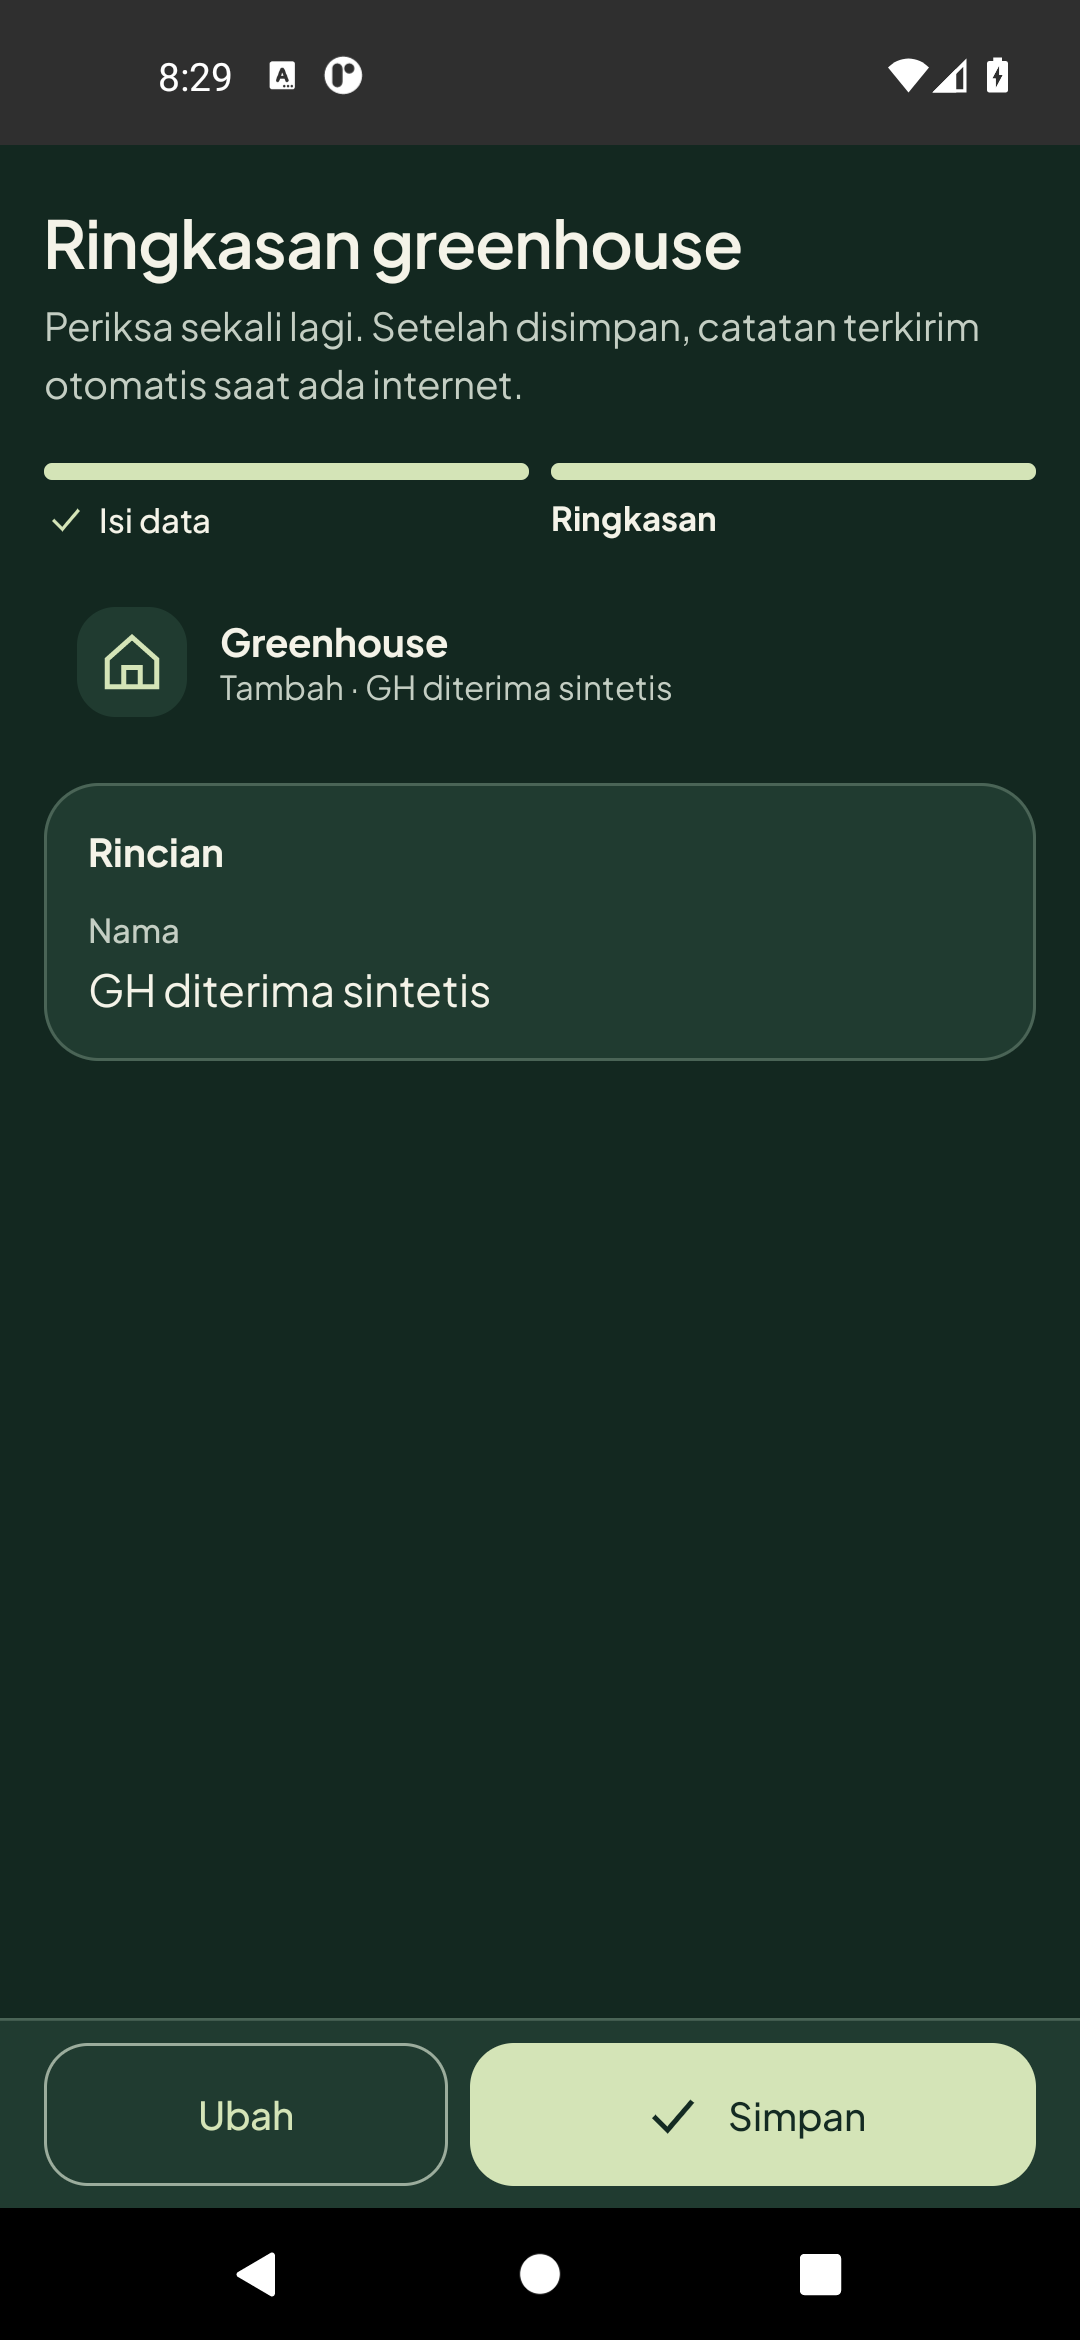 8:29
Ringkasan greenhouse
Periksa sekali lagi. Setelah disimpan, catatan terkirim
otomatis saat ada internet.
Isi data
Ringkasan
Greenhouse
Tambah · GH diterima sintetis
Rincian
Nama
GH diterima sintetis
Ubah
Simpan